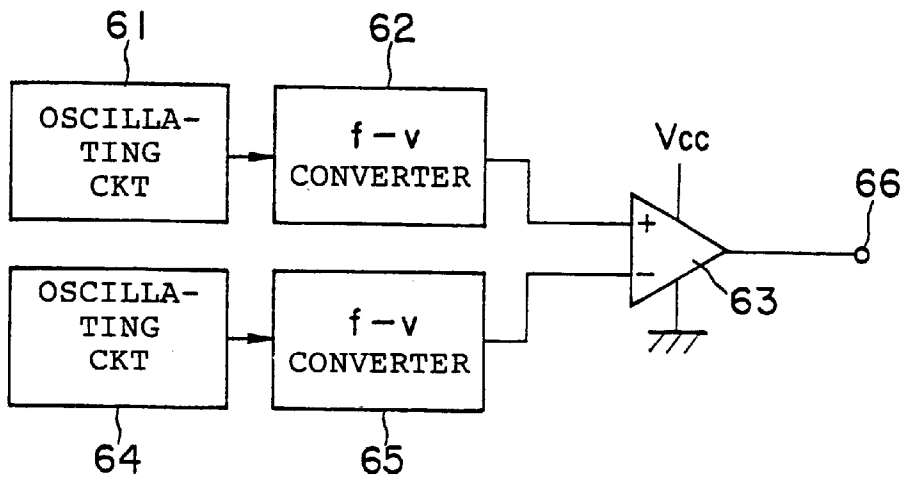 61
62
OSCILLA-
TING
CKT
f-v
CONVERTER
Vcc
66
+
-
63
OSCILLA-
TING
CKT
f-v
CONVERTER
64
65